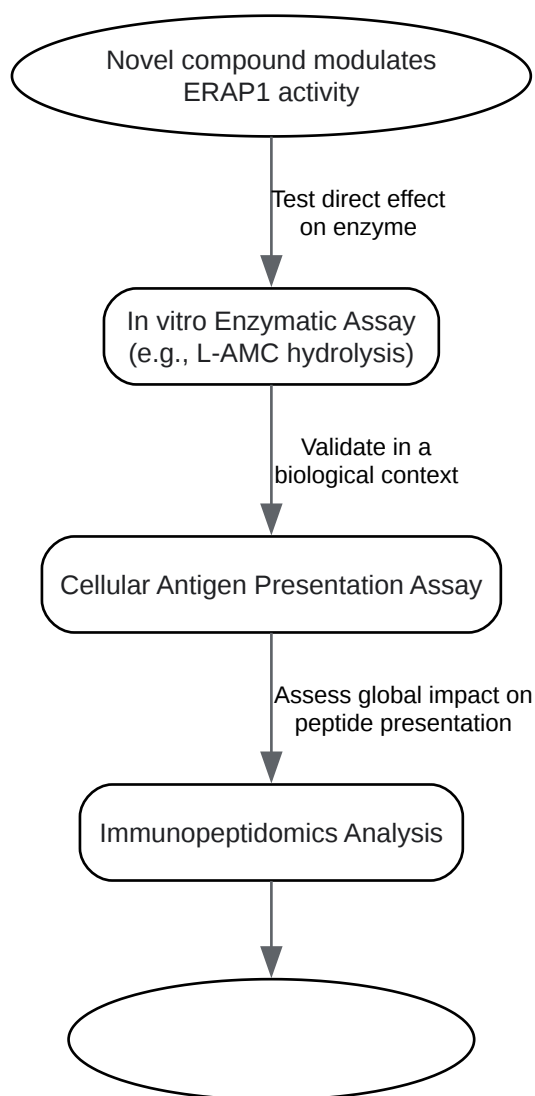 Novel compound modulates
ERAP1 activity
Test direct effect
on enzyme
In vitro Enzymatic Assay
(e.g., L-AMC hydrolysis)
Validate in a
biological context
Cellular Antigen Presentation Assay
Assess global impact on
peptide presentation
Immunopeptidomics Analysis